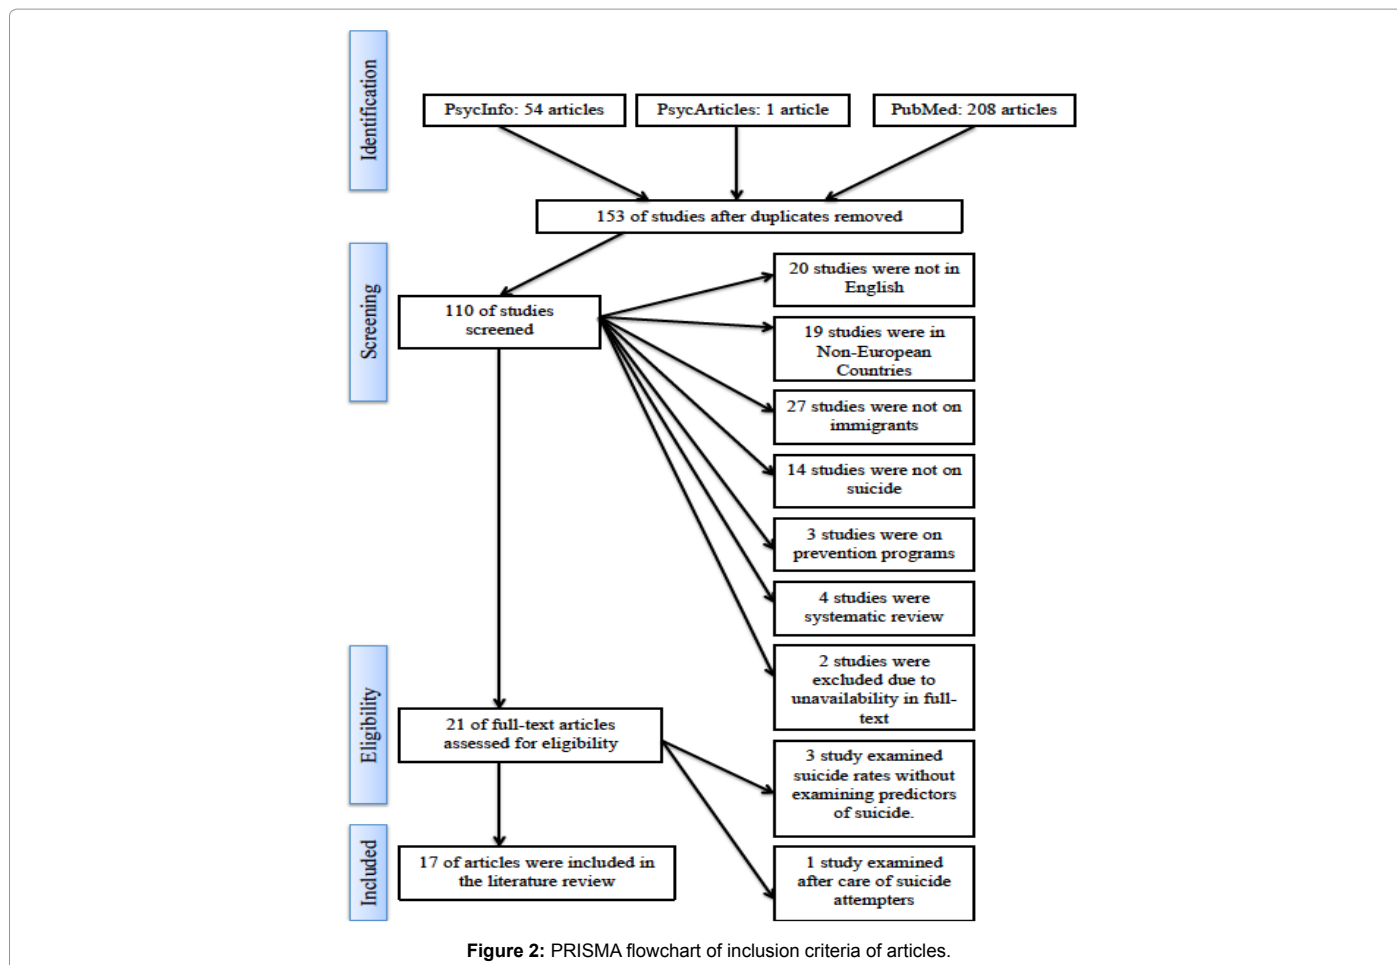 Identification
PsycInfo: 54 articles
PsycArticles: 1 article
PubMed: 208 articles
153 of studies after duplicates removed
Screening
110 of studies
screened
20 studies were not in
English
19 studies were in
Non-European
Countries
27 studies were not on
immigrants
14 studies were not on
suicide
3 studies were on
prevention programs
4 studies were
systematic review
2 studies were
excluded due to
unavailability in full-
text
Eligibility
21 of full-text articles
assessed for eligibility
3 study examined
suicide rates without
examining predictors
of suicide.
Included
17 of articles were included in
the literature review
1 study examined
after care of suicide
attempters
Figure 2: PRISMA flowchart of inclusion criteria of articles.